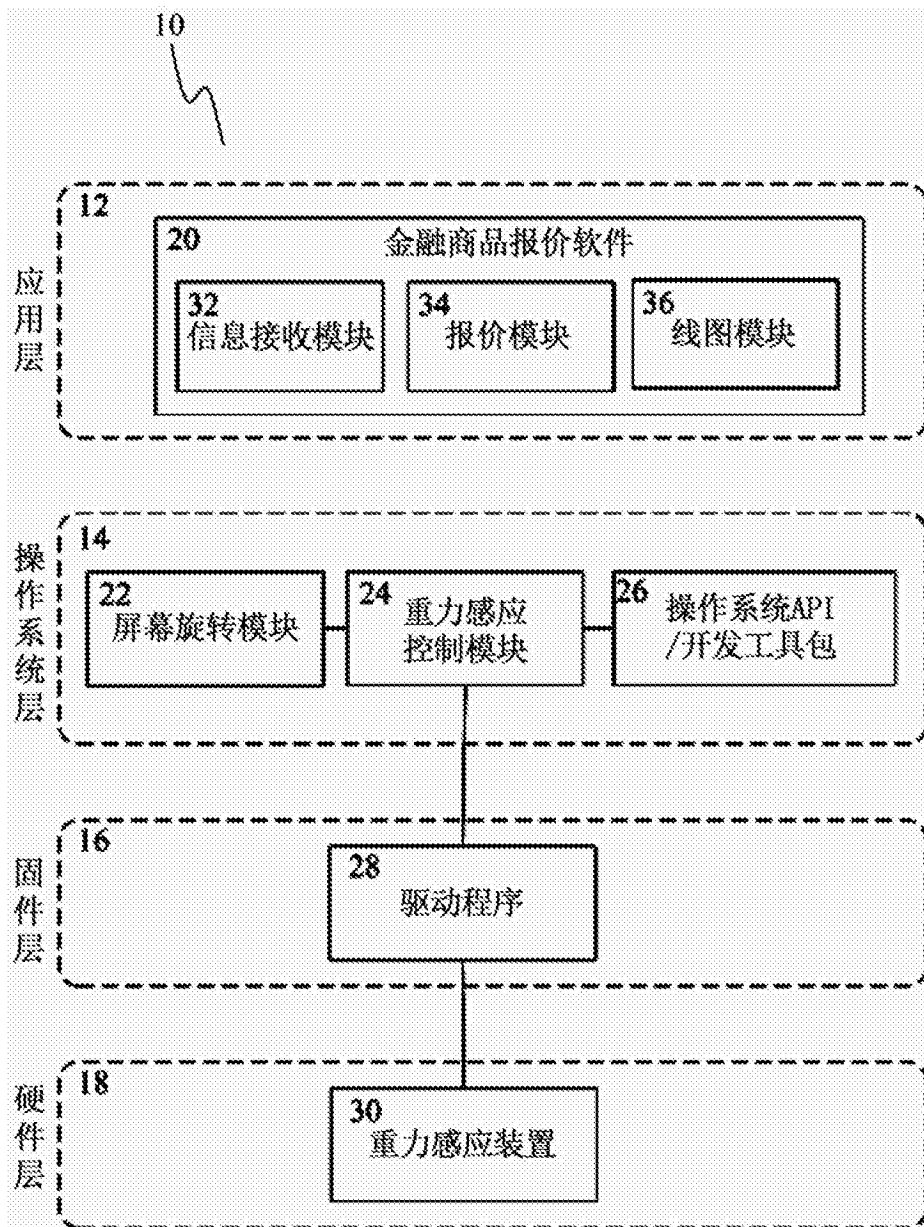 10
12
应用层
20
金融商品报价软件
32
信息接收模块
34
报价模块
36
线图模块
14
操作系统层
22
屏幕旋转模块
24
重力感应
控制模块
26
操作系统API
/开发工具包
16
固件层
28
驱动程序
18
硬件层
30
重力感应装置